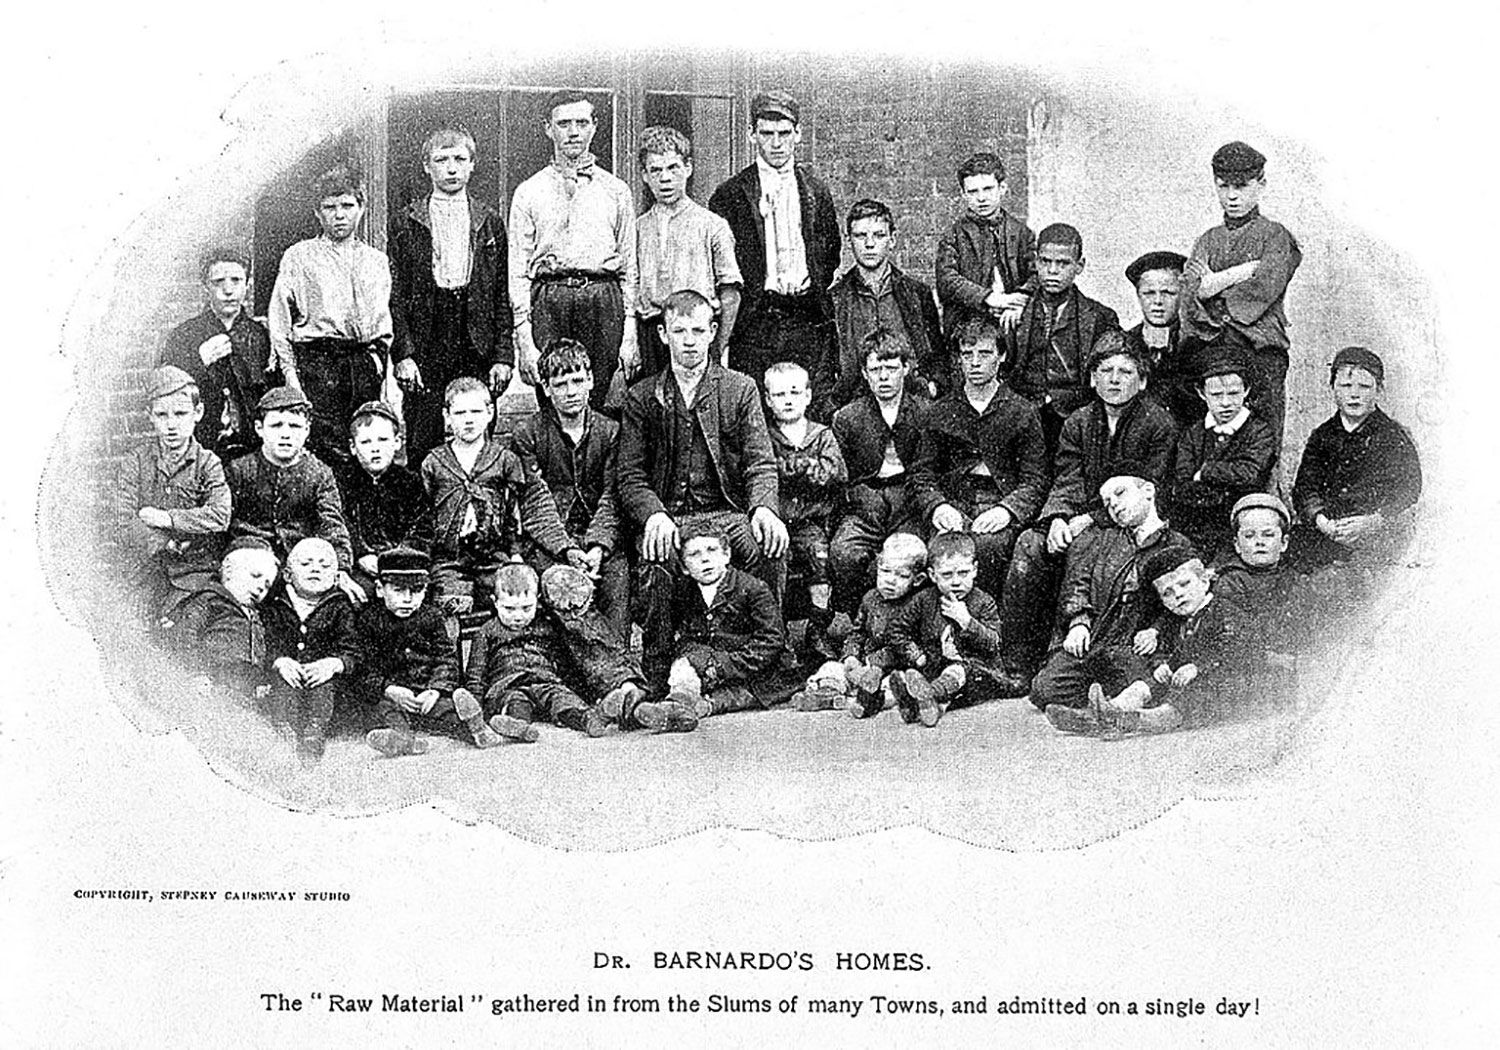 COPYRIGHT, STEPNEY CAUSEWAY STUDIO
DR. BARNARDO'S HOMES.
The "Raw Material" gathered in from the Slums of many Towns, and admitted on a single day!